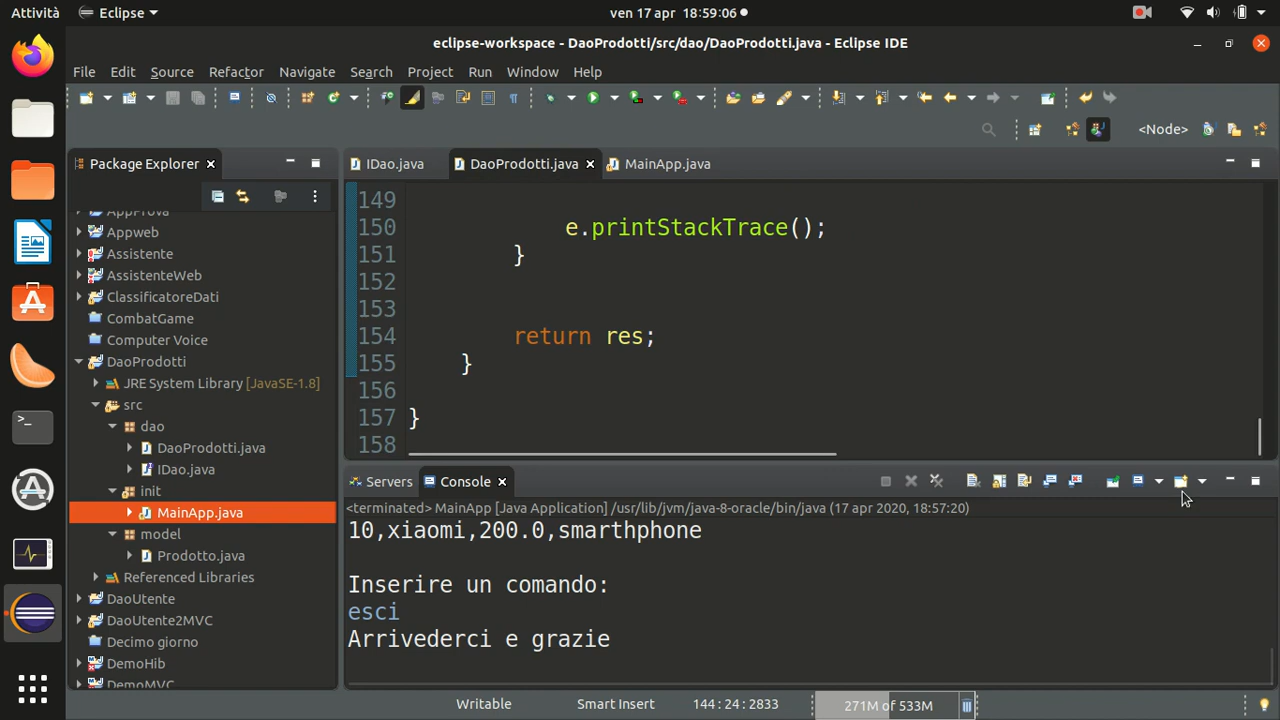 Attività
Eclipse
ven 17 apr 18:59:06
eclipse-workspace - DaoProdotti/src/dao/DaoProdotti.java - Eclipse IDE
File Edit Source Refactor Navigate Search Project Run Window Help
<Node>
Package Explorer
IDao.java
DaoProdotti.java
MainApp.java
AppProva
Appweb
Assistente
AssistenteWeb
ClassificatoreDati
CombatGame
Computer Voice
DaoProdotti
JRE System Library [JavaSE-1.8]
src
dao
DaoProdotti.java
IDao.java
init
MainApp.java
model
Prodotto.java
Referenced Libraries
DaoUtente
DaoUtente2MVC
Decimo giorno
DemoHib
DemoMVC
149
150 e.printStackTrace();
151 }
152
153
154 return res;
155 }
156
157 }
158
Servers
Console
<terminated> MainApp [Java Application] /usr/lib/jvm/java-8-oracle/bin/java (17 apr 2020, 18:57:20)
10,xiaomi,200.0,smarthphone
Inserire un comando:
esci
Arrivederci e grazie
Writable
Smart Insert
144 : 24 : 2833
271M of 533M